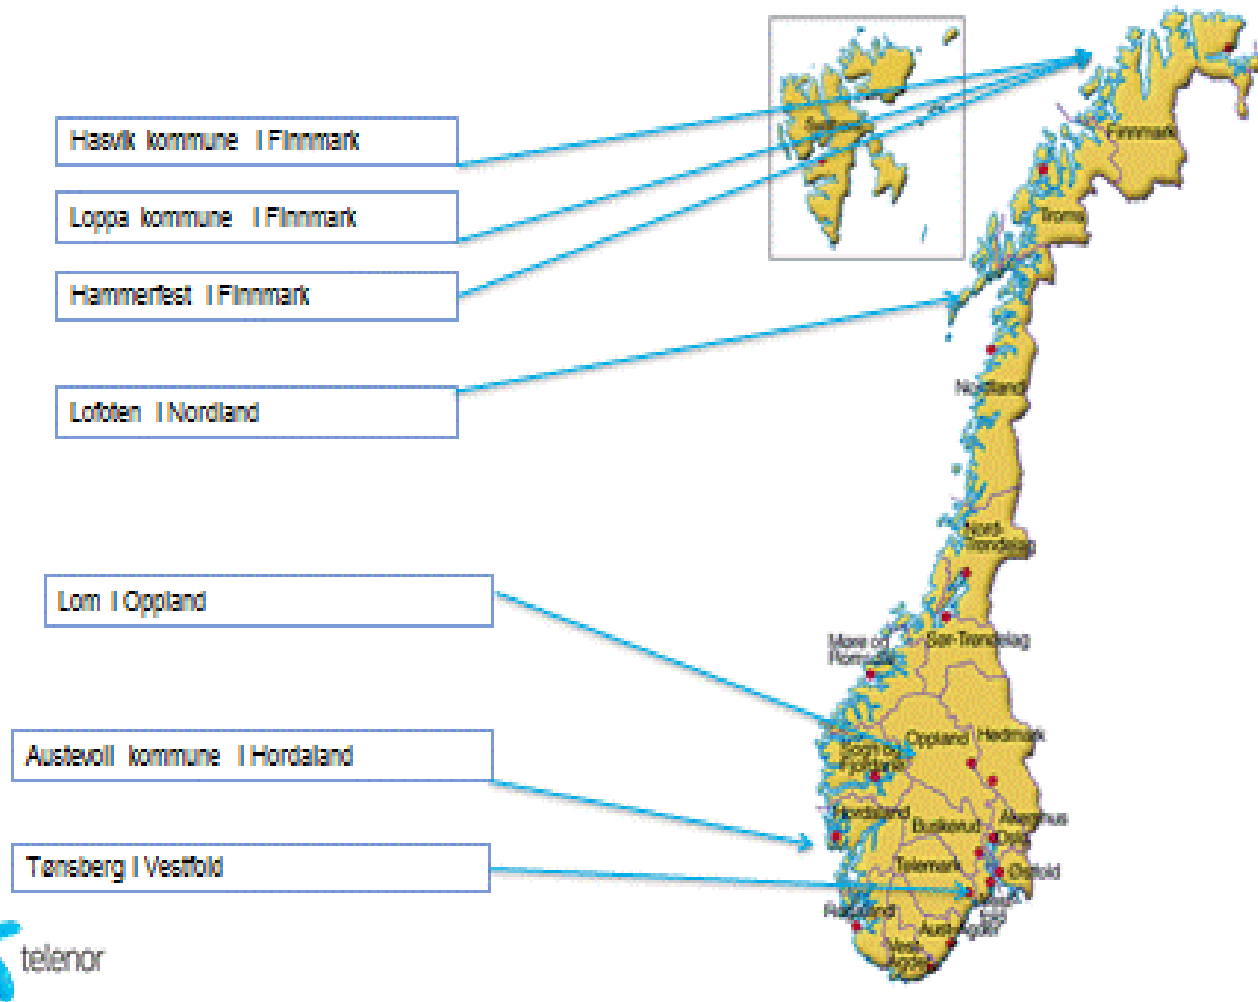 Hasvik kommune I Finnmark
Loppa kommune I Finnmark
Hammerfest I Finnmark
Lofoten I Nordland
Lom I Oppland
Austevoll kommune I Hordaland
Tønsberg I Vestfold
telenor
Finnmark
Troms
Nordland
Nord-
Trøndelag
Sør-Trøndelag
Møre og
Romsdal
Oppland
Hedmark
Sogn og
Fjordane
Hordaland
Buskerud
Akershus
Oslo
Telemark
Østfold
Rogaland
Aust-Agder
Vest-
Agder